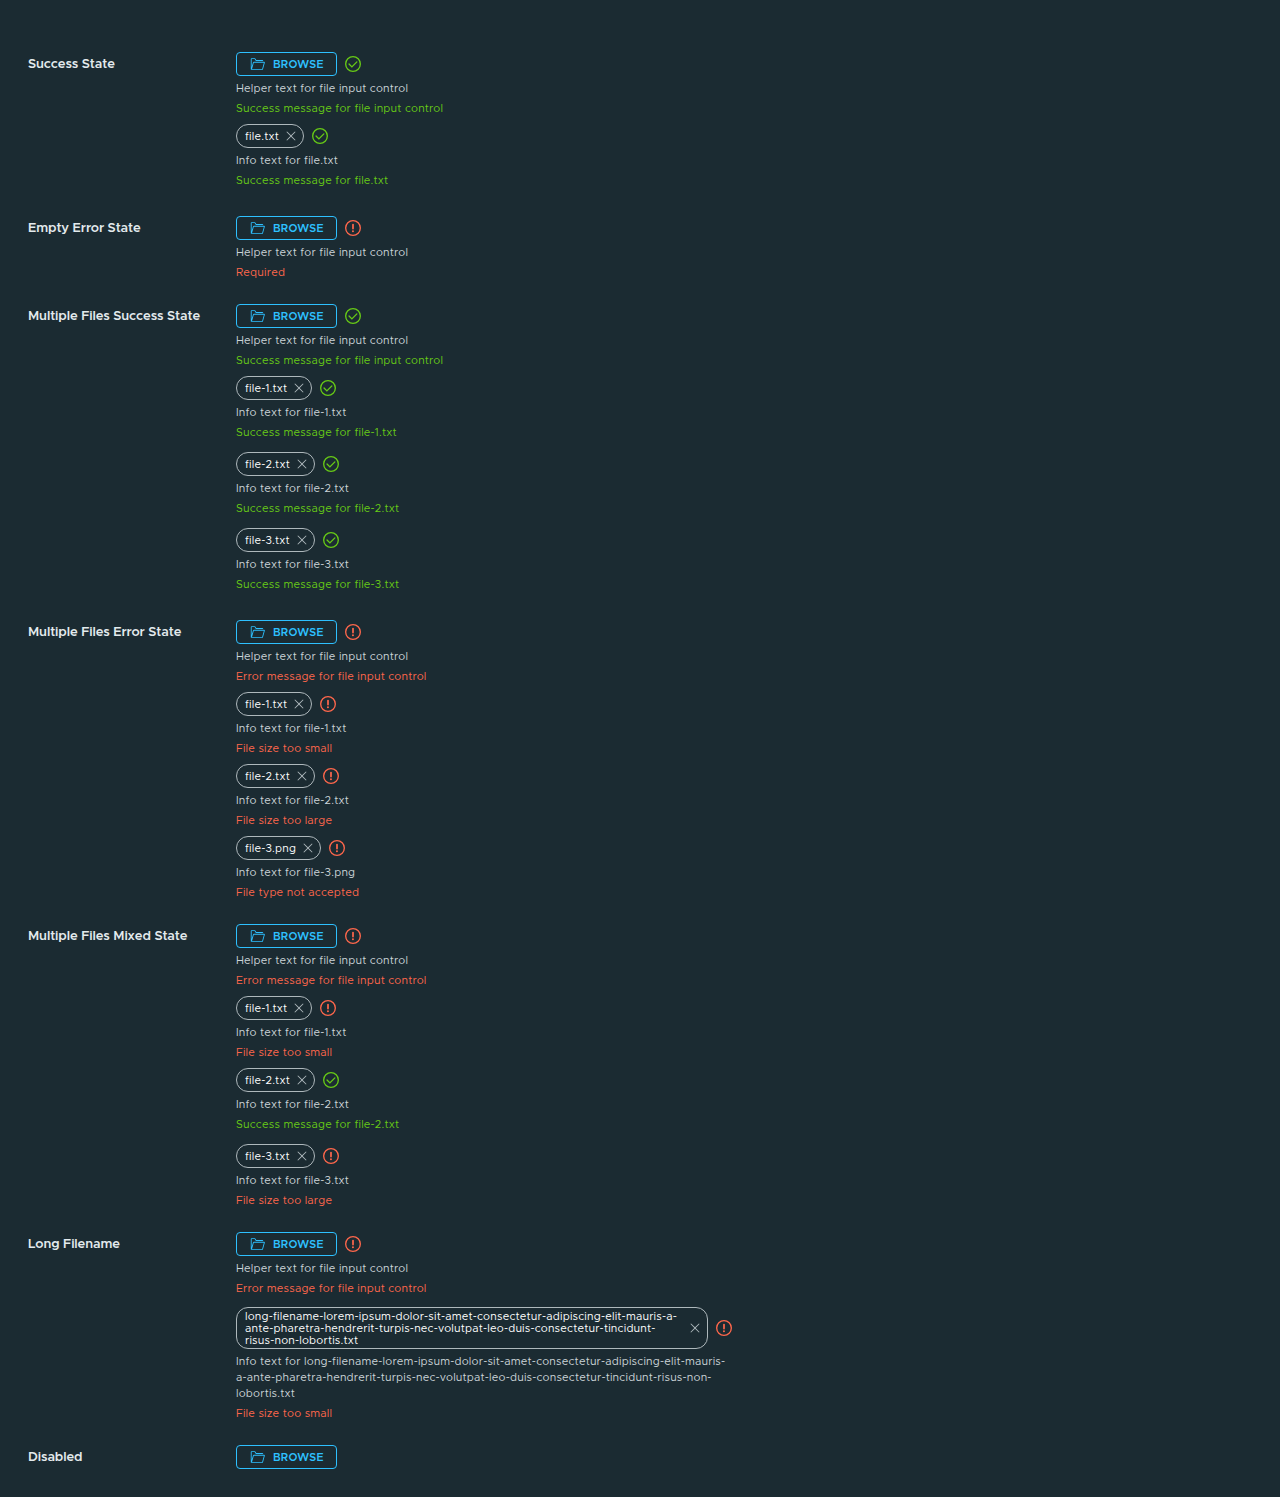 Success State
BROWSE
Helper text for file input control
Success message for file input control
file.txt
Info text for file.txt
Success message for file.txt
Empty Error State
BROWSE
Helper text for file input control
Required
Multiple Files Success State
BROWSE
Helper text for file input control
Success message for file input control
file-1.txt
Info text for file-1.txt
Success message for file-1.txt
file-2.txt
Info text for file-2.txt
Success message for file-2.txt
file-3.txt
Info text for file-3.txt
Success message for file-3.txt
Multiple Files Error State
BROWSE
Helper text for file input control
Error message for file input control
file-1.txt
Info text for file-1.txt
File size too small
file-2.txt
Info text for file-2.txt
File size too large
file-3.png
Info text for file-3.png
File type not accepted
Multiple Files Mixed State
BROWSE
Helper text for file input control
Error message for file input control
file-1.txt
Info text for file-1.txt
File size too small
file-2.txt
Info text for file-2.txt
Success message for file-2.txt
file-3.txt
Info text for file-3.txt
File size too large
Long Filename
BROWSE
Helper text for file input control
Error message for file input control
long-filename-lorem-ipsum-dolor-sit-amet-consectetur-adipiscing-elit-mauris-a-
ante-pharetra-hendrerit-turpis-nec-volutpat-leo-duis-consectetur-tincidunt-
risus-non-lobortis.txt
Info text for long-filename-lorem-ipsum-dolor-sit-amet-consectetur-adipiscing-elit-mauris-
a-ante-pharetra-hendrerit-turpis-nec-volutpat-leo-duis-consectetur-tincidunt-risus-non-
lobortis.txt
File size too small
Disabled
BROWSE